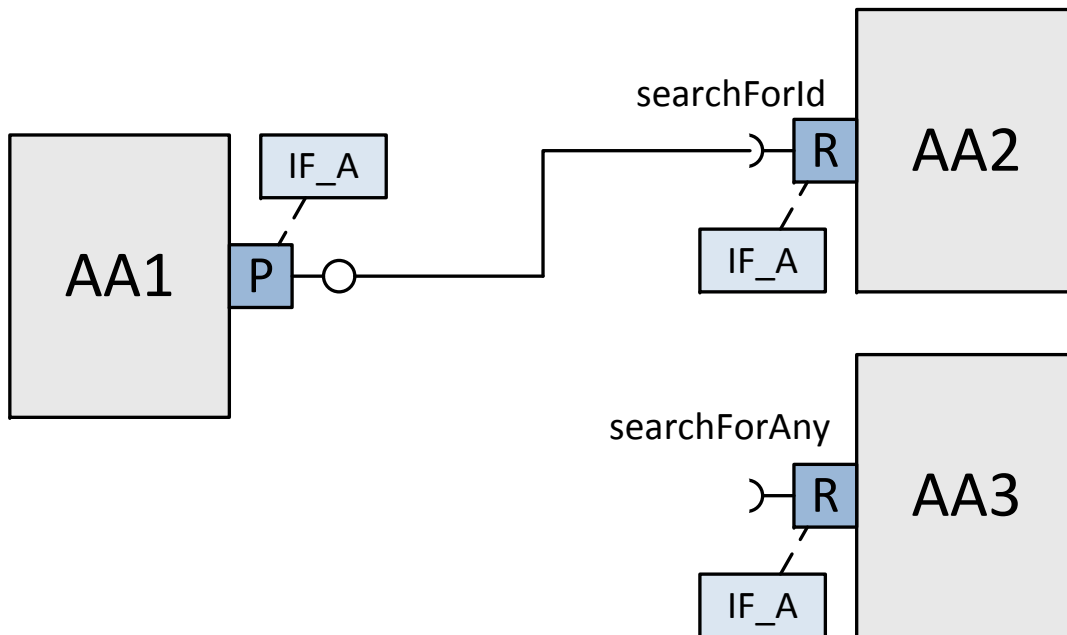 searchForId
R
AA2
IF_A
AA1
P
IF_A
searchForAny
R
AA3
IF_A